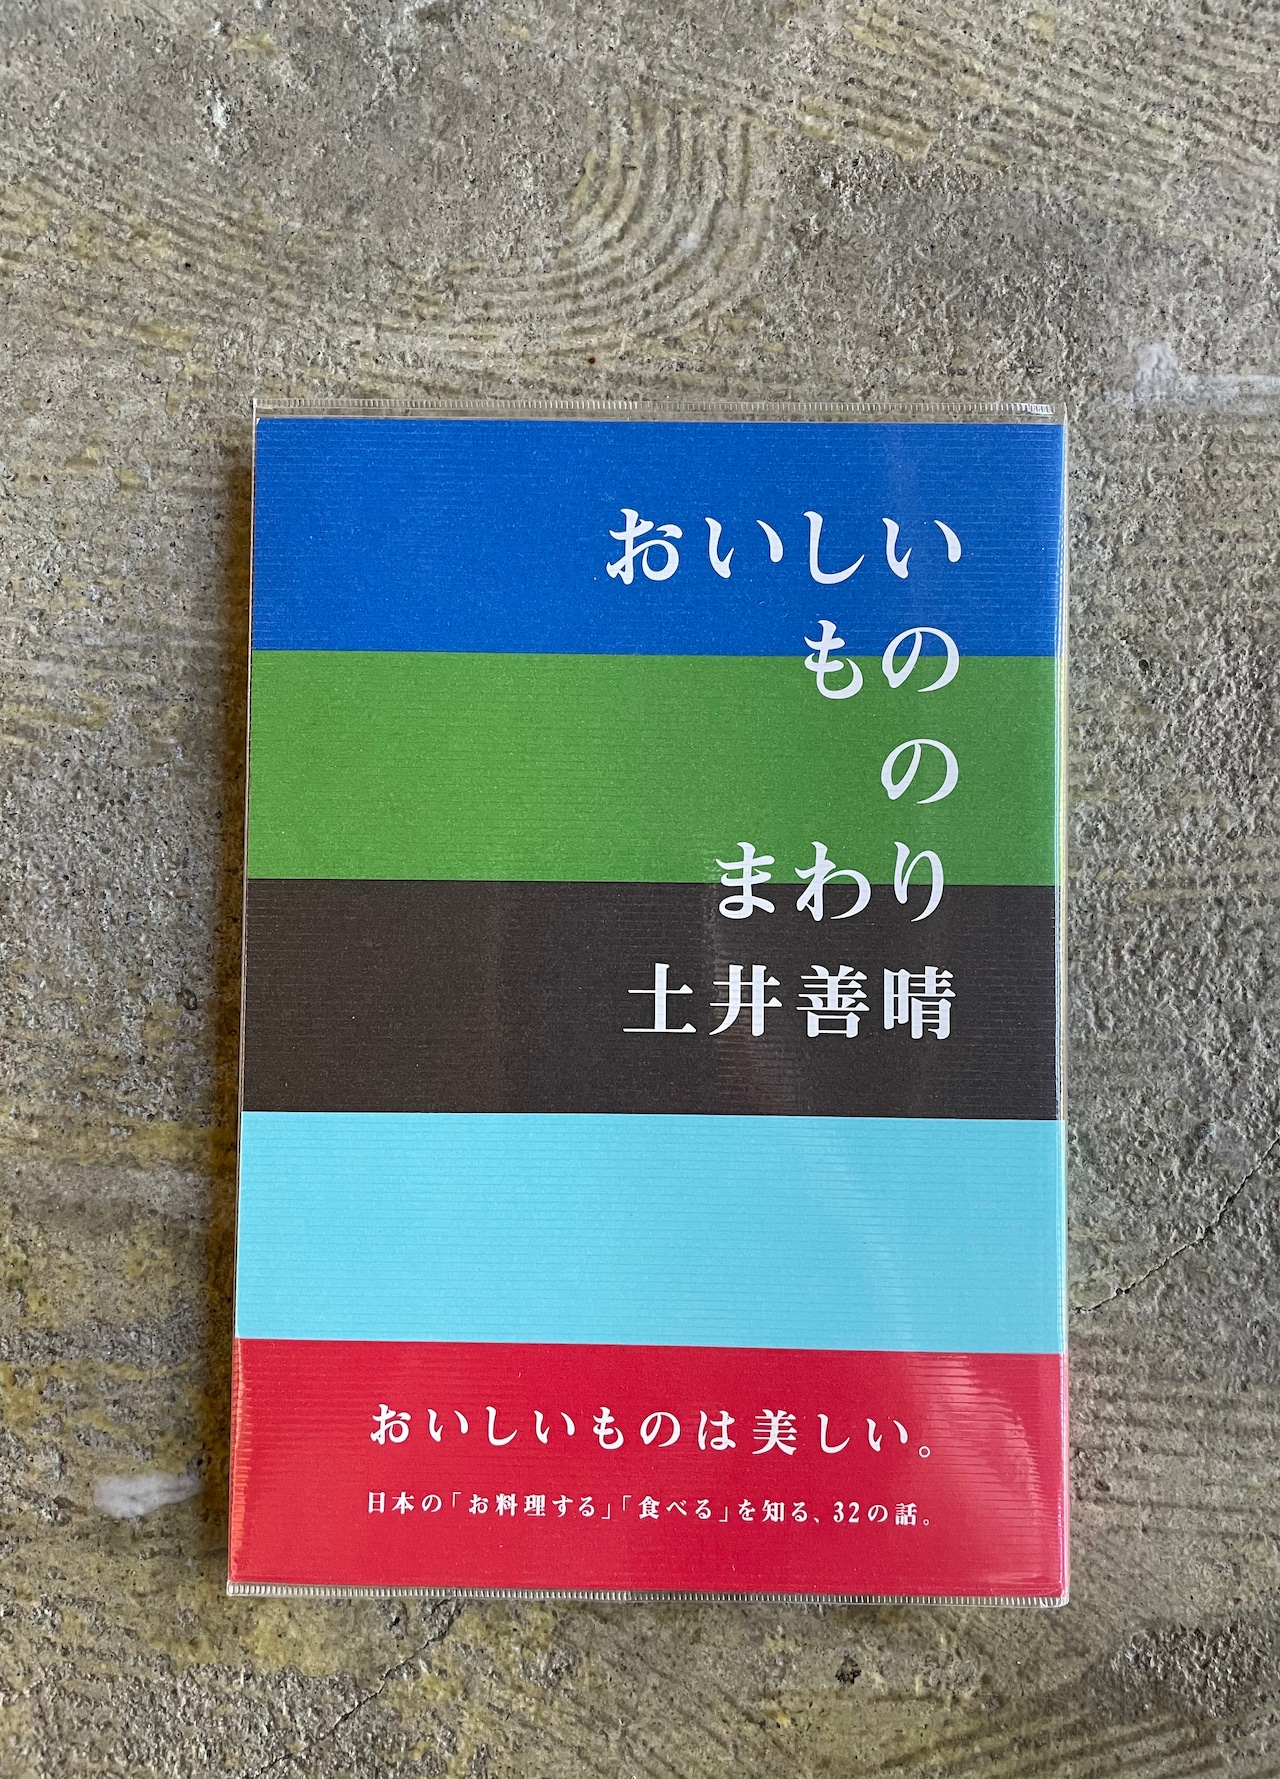 おいしい
もの
の
まわり
土井善晴
おいしいものは美しい。
日本の「お料理する」「食べる」を知る、32の話。